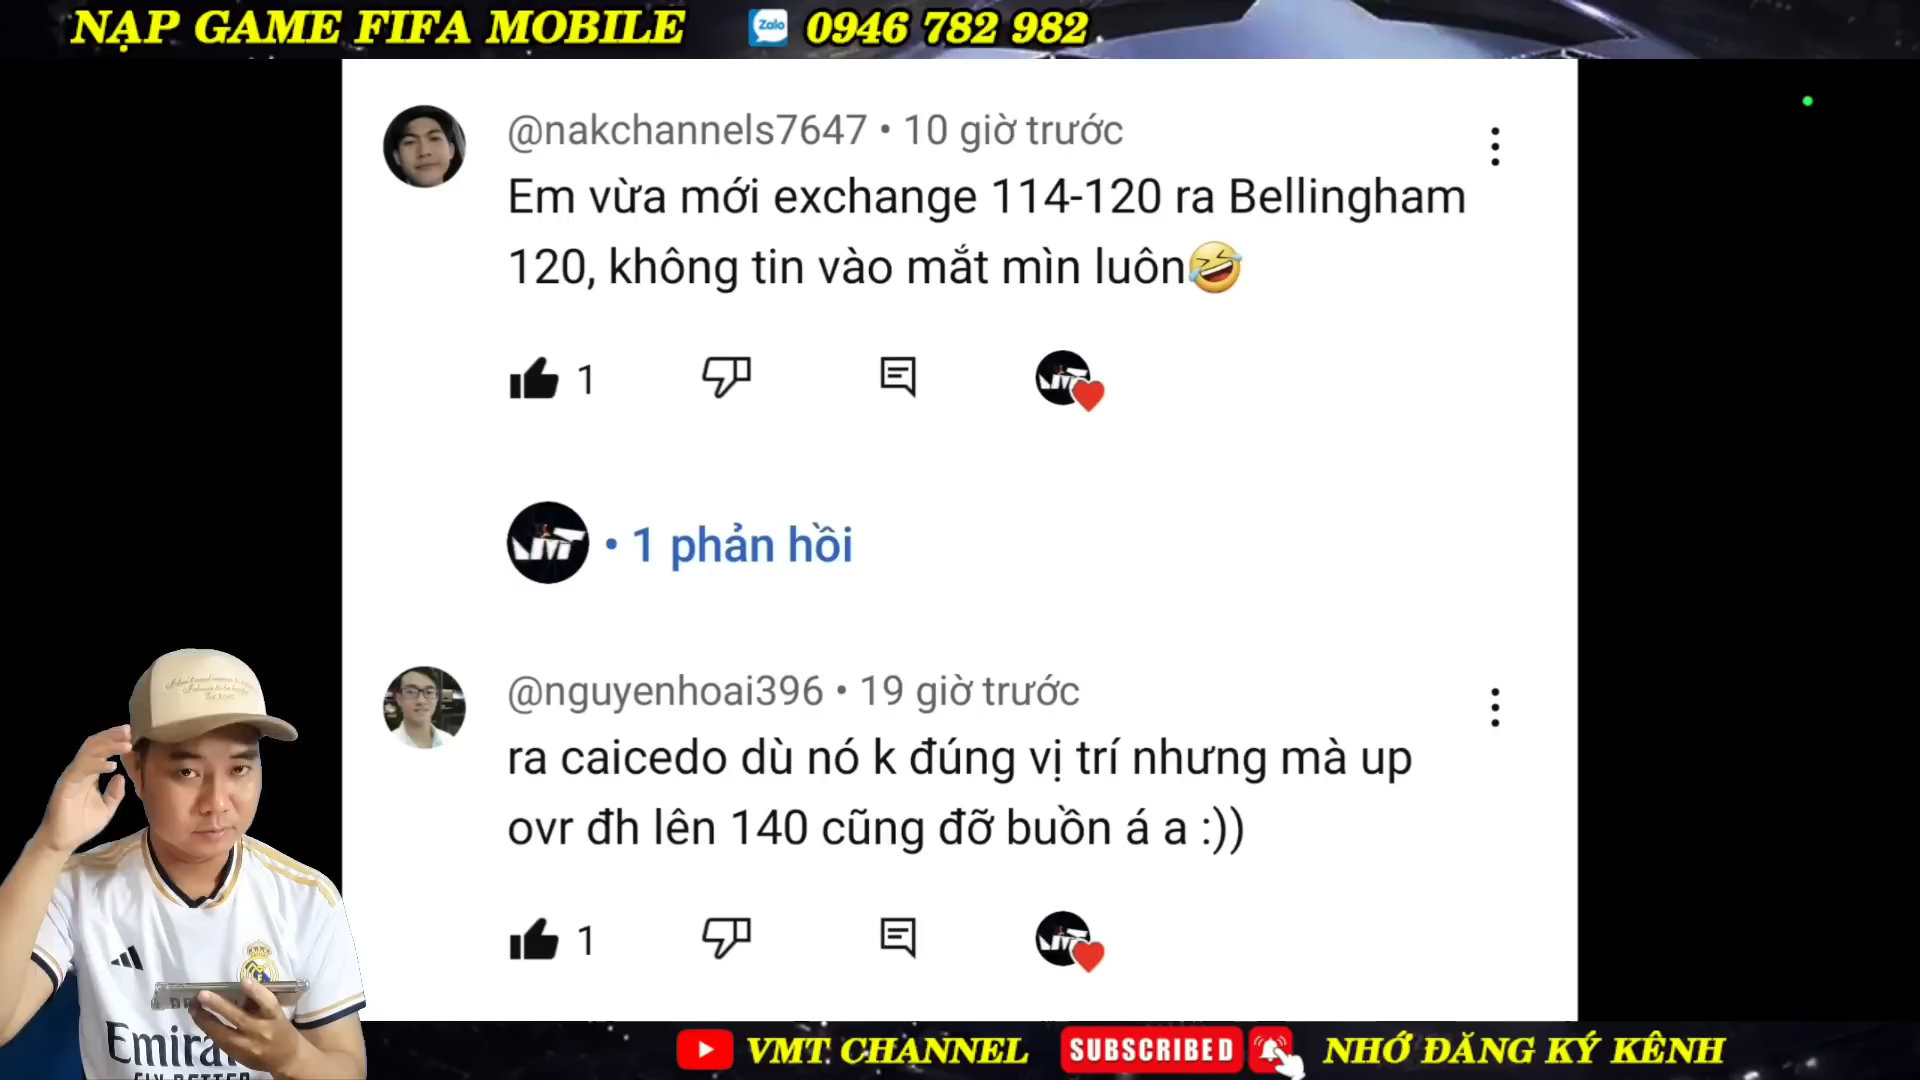 NẠP GAME FIFA MOBILE
Zalo
0946 782 982
@nakchannels7647 • 10 giờ trước
Em vừa mới exchange 114-120 ra Bellingham
120, không tin vào mắt mìn luôn🤣
1
• 1 phản hồi
@nguyenhoai396 • 19 giờ trước
ra caicedo dù nó k đúng vị trí nhưng mà up
ovr đh lên 140 cũng đỡ buồn á a :))
1
VMT CHANNEL
SUBSCRIBED
NHỚ ĐĂNG KÝ KÊNH